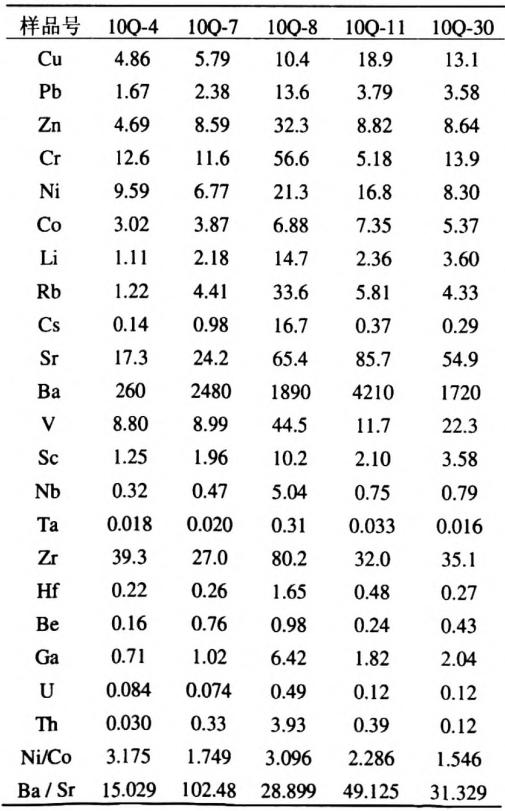 样品号 10Q-4 10Q-7 10Q-8 10Q-11 10Q-30
Cu 4.86 5.79 10.4 18.9 13.1
Pb 1.67 2.38 13.6 3.79 3.58
Zn 4.69 8.59 32.3 8.82 8.64
Cr 12.6 11.6 56.6 5.18 13.9
Ni 9.59 6.77 21.3 16.8 8.30
Co 3.02 3.87 6.88 7.35 5.37
Li 1.11 2.18 14.7 2.36 3.60
Rb 1.22 4.41 33.6 5.81 4.33
Cs 0.14 0.98 16.7 0.37 0.29
Sr 17.3 24.2 65.4 85.7 54.9
Ba 260 2480 1890 4210 1720
V 8.80 8.99 44.5 11.7 22.3
Sc 1.25 1.96 10.2 2.10 3.58
Nb 0.32 0.47 5.04 0.75 0.79
Ta 0.018 0.020 0.31 0.033 0.016
Zr 39.3 27.0 80.2 32.0 35.1
Hf 0.22 0.26 1.65 0.48 0.27
Be 0.16 0.76 0.98 0.24 0.43
Ga 0.71 1.02 6.42 1.82 2.04
U 0.084 0.074 0.49 0.12 0.12
Th 0.030 0.33 3.93 0.39 0.12
Ni/Co 3.175 1.749 3.096 2.286 1.546
Ba / Sr 15.029 102.48 28.899 49.125 31.329